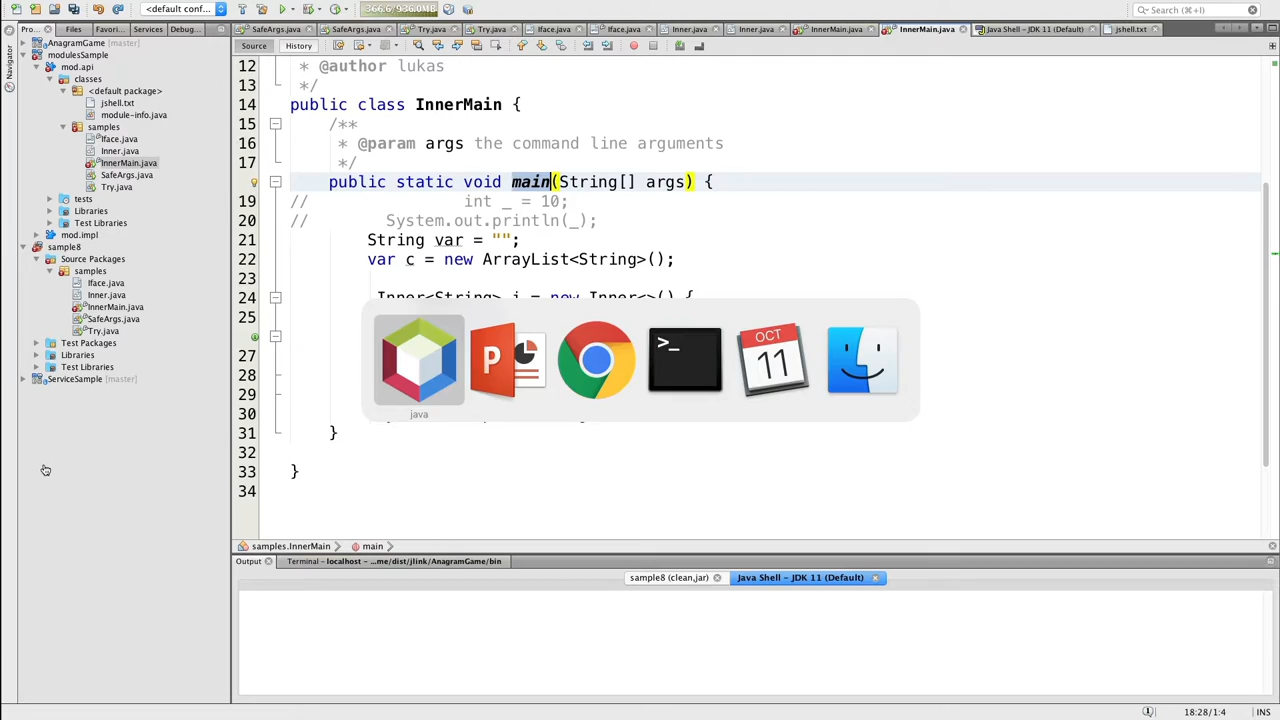 <default conf...
366.6/936.0MB
Search (⌘+I)
Pro...
Files
Favori...
Services
Debug...
SafeArgs.java
SafeArgs.java
Try.java
Try.java
Iface.java
Iface.java
Inner.java
Inner.java
InnerMain.java
InnerMain.java
Java Shell - JDK 11 (Default)
jshell.txt
Navigator
AnagramGame [master]
modulesSample
mod.api
classes
<default package>
jshell.txt
module-info.java
samples
Iface.java
Inner.java
InnerMain.java
SafeArgs.java
Try.java
tests
Libraries
Test Libraries
mod.impl
sample8
Source Packages
samples
Iface.java
Inner.java
InnerMain.java
SafeArgs.java
Try.java
Test Packages
Libraries
Test Libraries
ServiceSample [master]
Source
History
12 * @author lukas
13 */
14 public class InnerMain {
15 /**
16 * @param args the command line arguments
17 */
public static void main(String[] args) {
19 // int _ = 10;
20 // System.out.println(_);
21 String var = "";
22 var c = new ArrayList<String>();
23
24 Inner<String> i = new Inner<>() {
25
27
28
29
30
31 }
32
33 }
34
P
>_
OCT
11
java
samples.InnerMain
main
Output
Terminal - localhost - ...me/dist/jlink/AnagramGame/bin
sample8 (clean,jar)
Java Shell - JDK 11 (Default)
18:28/1:4
INS